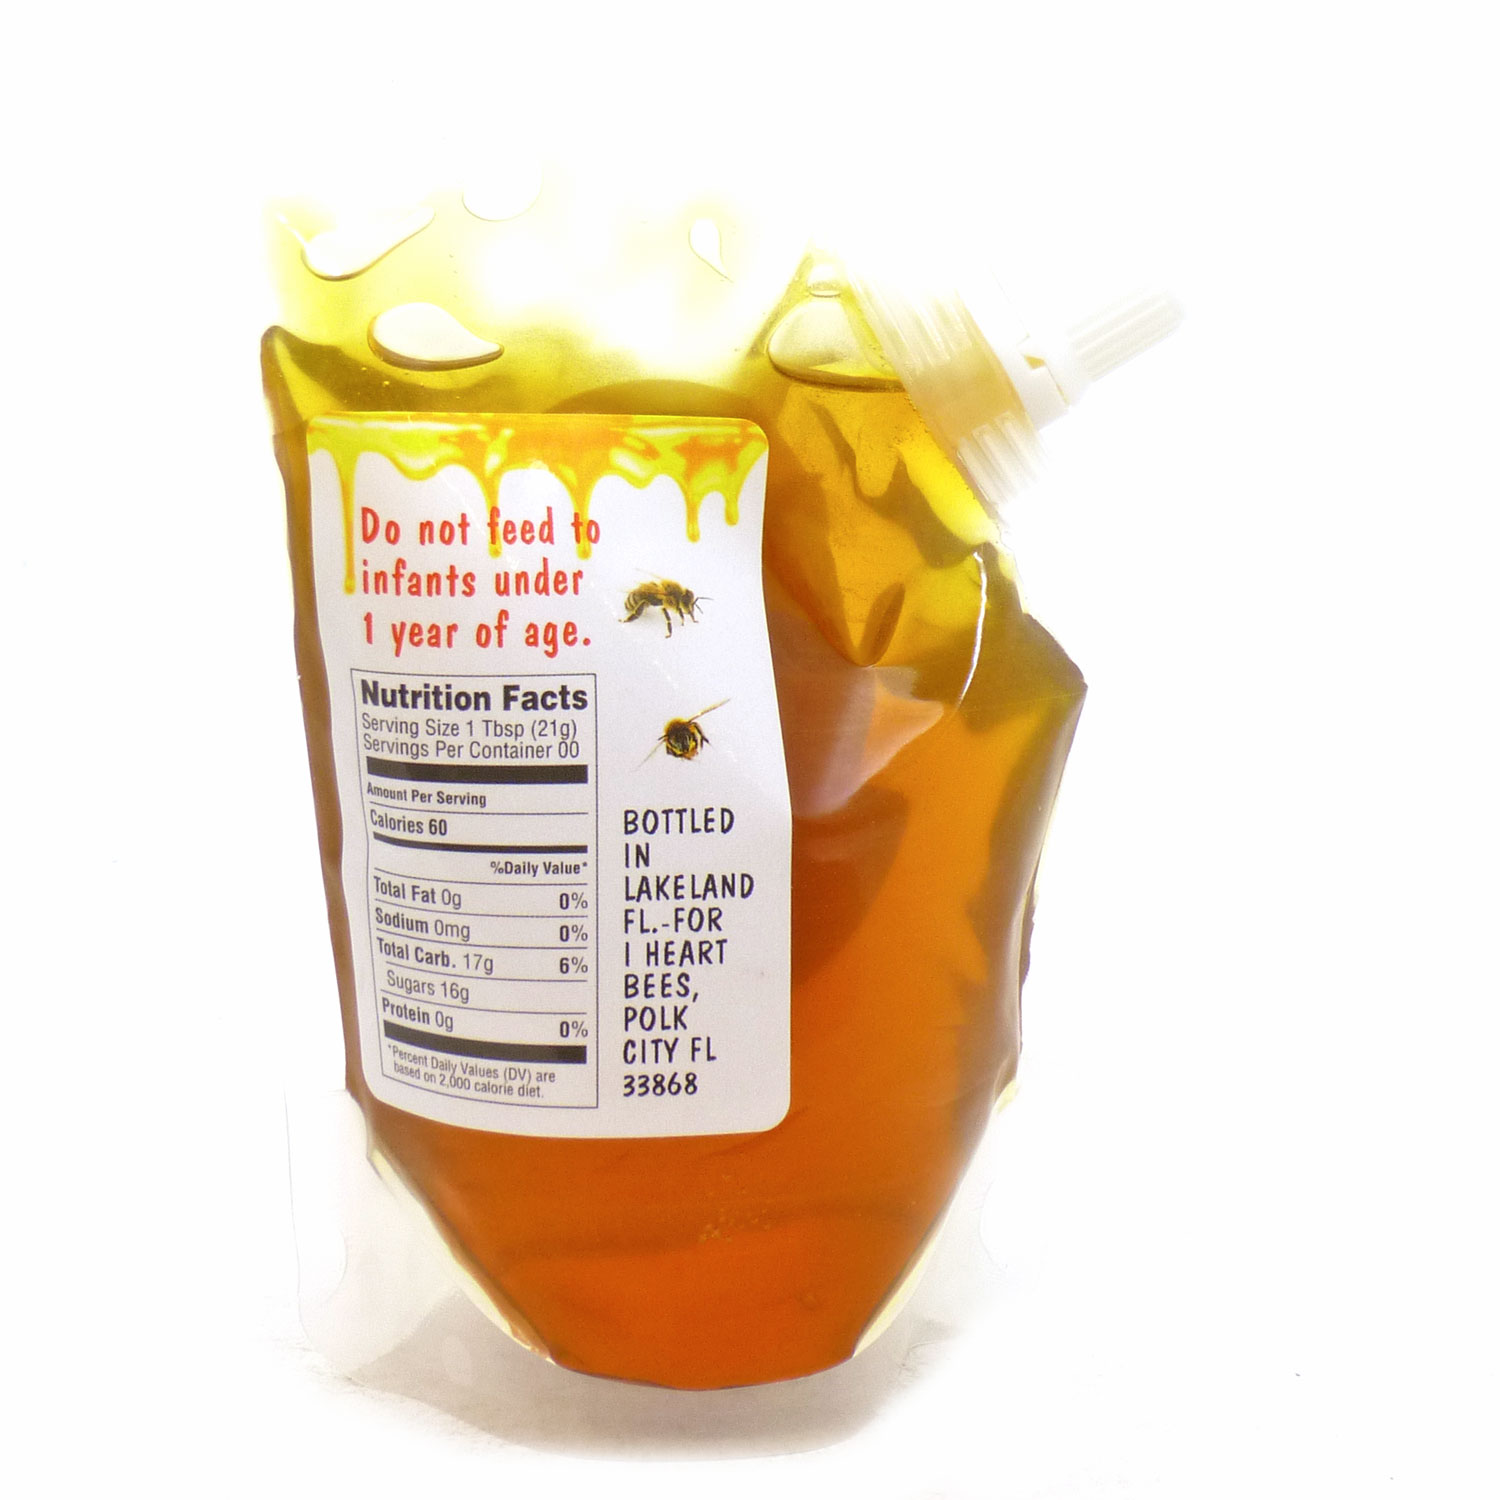 Do not feed to
infants under
1 year of age.
Nutrition Facts
Serving Size 1 Tbsp (21g)
Servings Per Container 00
Amount Per Serving
Calories 60
%Daily Value*
Total Fat 0g 0%
Sodium 0mg 0%
Total Carb. 17g 6%
Sugars 16g
Protein 0g 0%
*Percent Daily Values (DV) are
based on 2,000 calorie diet.
BOTTLED
IN
LAKELAND
FL.-FOR
I HEART
BEES,
POLK
CITY FL
33868